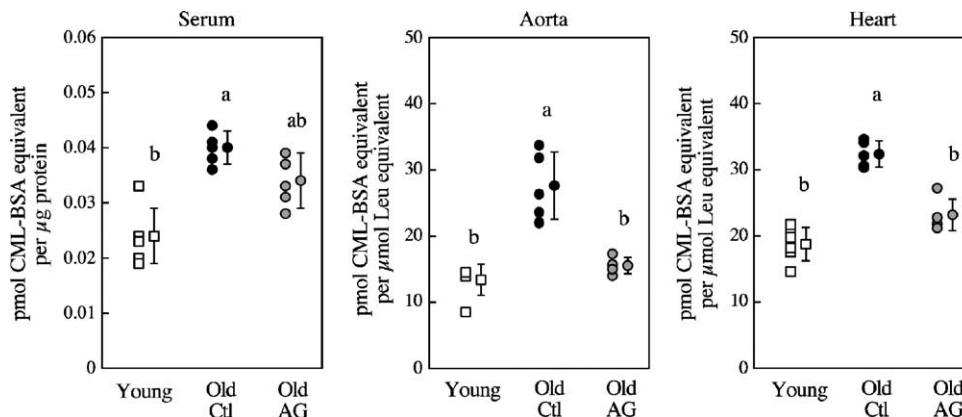 Serum
pmol CML-BSA equivalent
per μg protein
0.06
0.05
0.04
0.03
0.02
0.01
0
b
a
ab
Young
Old
Ctl
Old
AG
Aorta
pmol CML-BSA equivalent
per μmol Leu equivalent
50
40
30
20
10
0
b
a
b
Young
Old
Ctl
Old
AG
Heart
pmol CML-BSA equivalent
per μmol Leu equivalent
50
40
30
20
10
0
b
a
b
Young
Old
Ctl
Old
AG